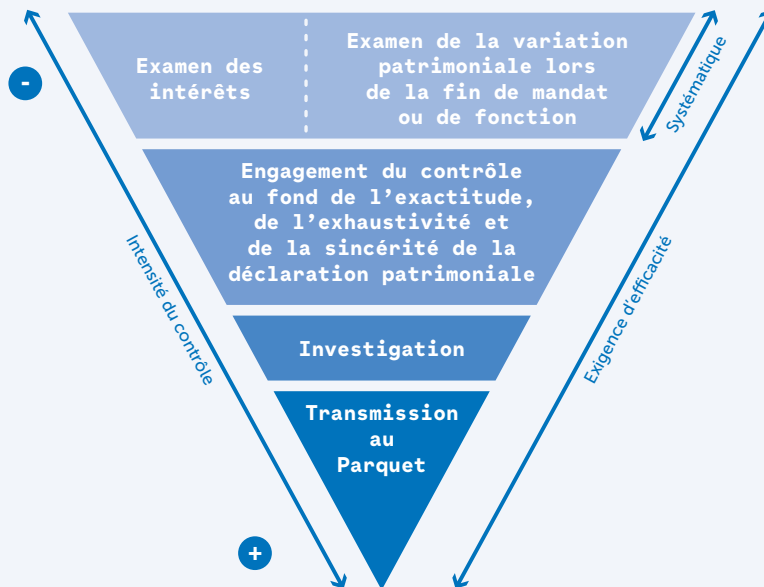 -
Examen des
intérêts
Examen de la variation
patrimoniale lors
de la fin de mandat
ou de fonction
Systématique
Engagement du contrôle
au fond de l’exactitude,
de l’exhaustivité et
de la sincérité de la
déclaration patrimoniale
Intensité du contrôle
Exigence d’efficacité
Investigation
Transmission
au
Parquet
+